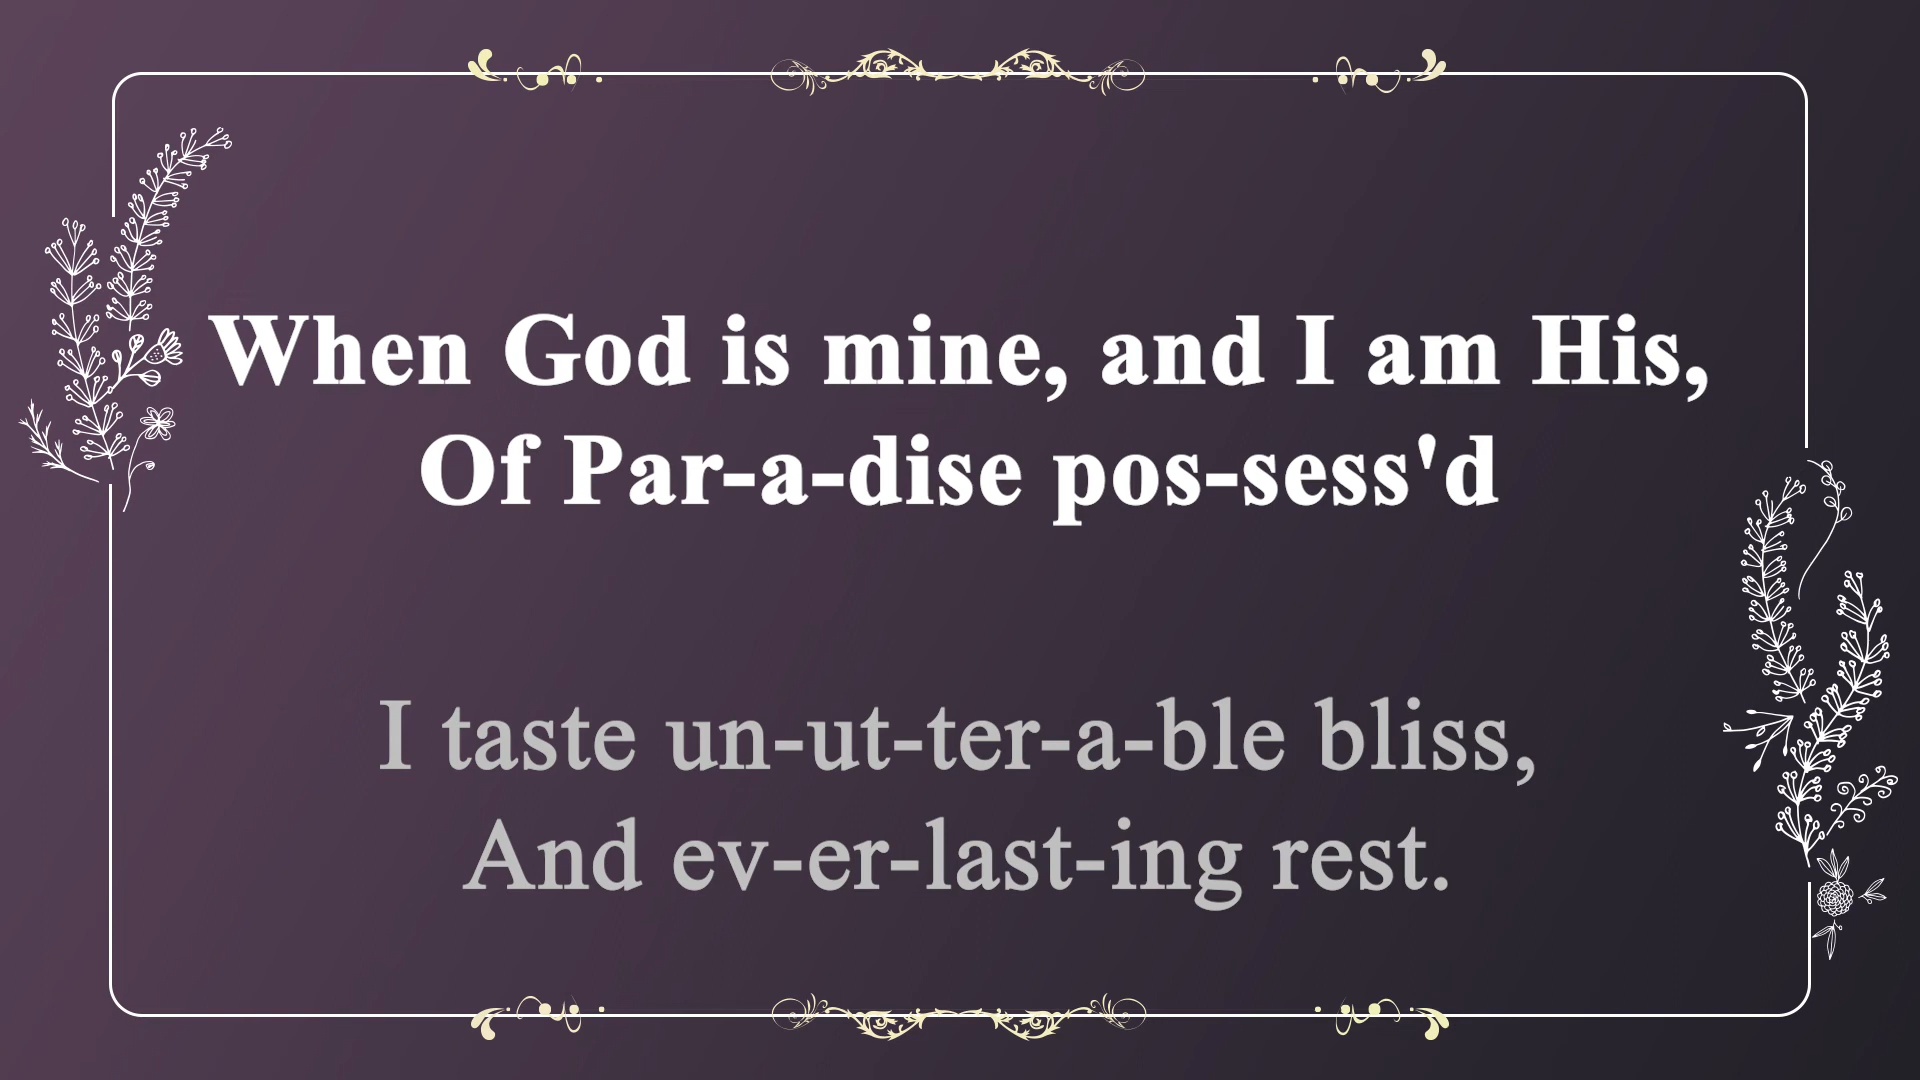 When God is mine, and I am His,
Of Par-a-dise pos-sess'd
I taste un-ut-ter-a-ble bliss,
And ev-er-last-ing rest.